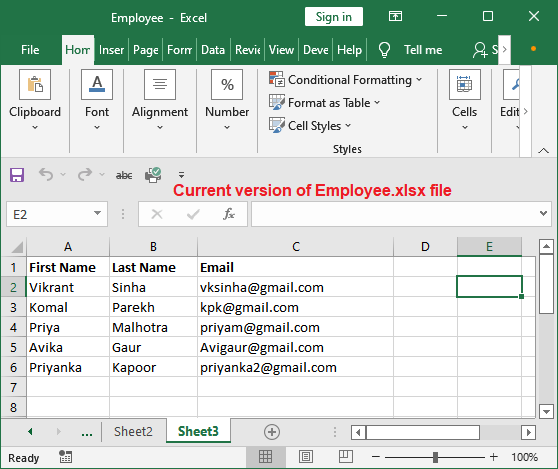 Employee - Excel Sign in
File Hom Inser Page Forn Data Revie View Deve Help Tell me S
Clipboard Font Alignment % Number Conditional Formatting Format as Table Cell Styles Styles Cells Edit
abc
Current version of Employee.xlsx file
E2 fx
A B C D E
1 First Name Last Name Email
2 Vikrant Sinha vksinha@gmail.com
3 Komal Parekh kpk@gmail.com
4 Priya Malhotra priyam@gmail.com
5 Avika Gaur Avigaur@gmail.com
6 Priyanka Kapoor priyanka2@gmail.com
7
8
... Sheet2 Sheet3
Ready 100%